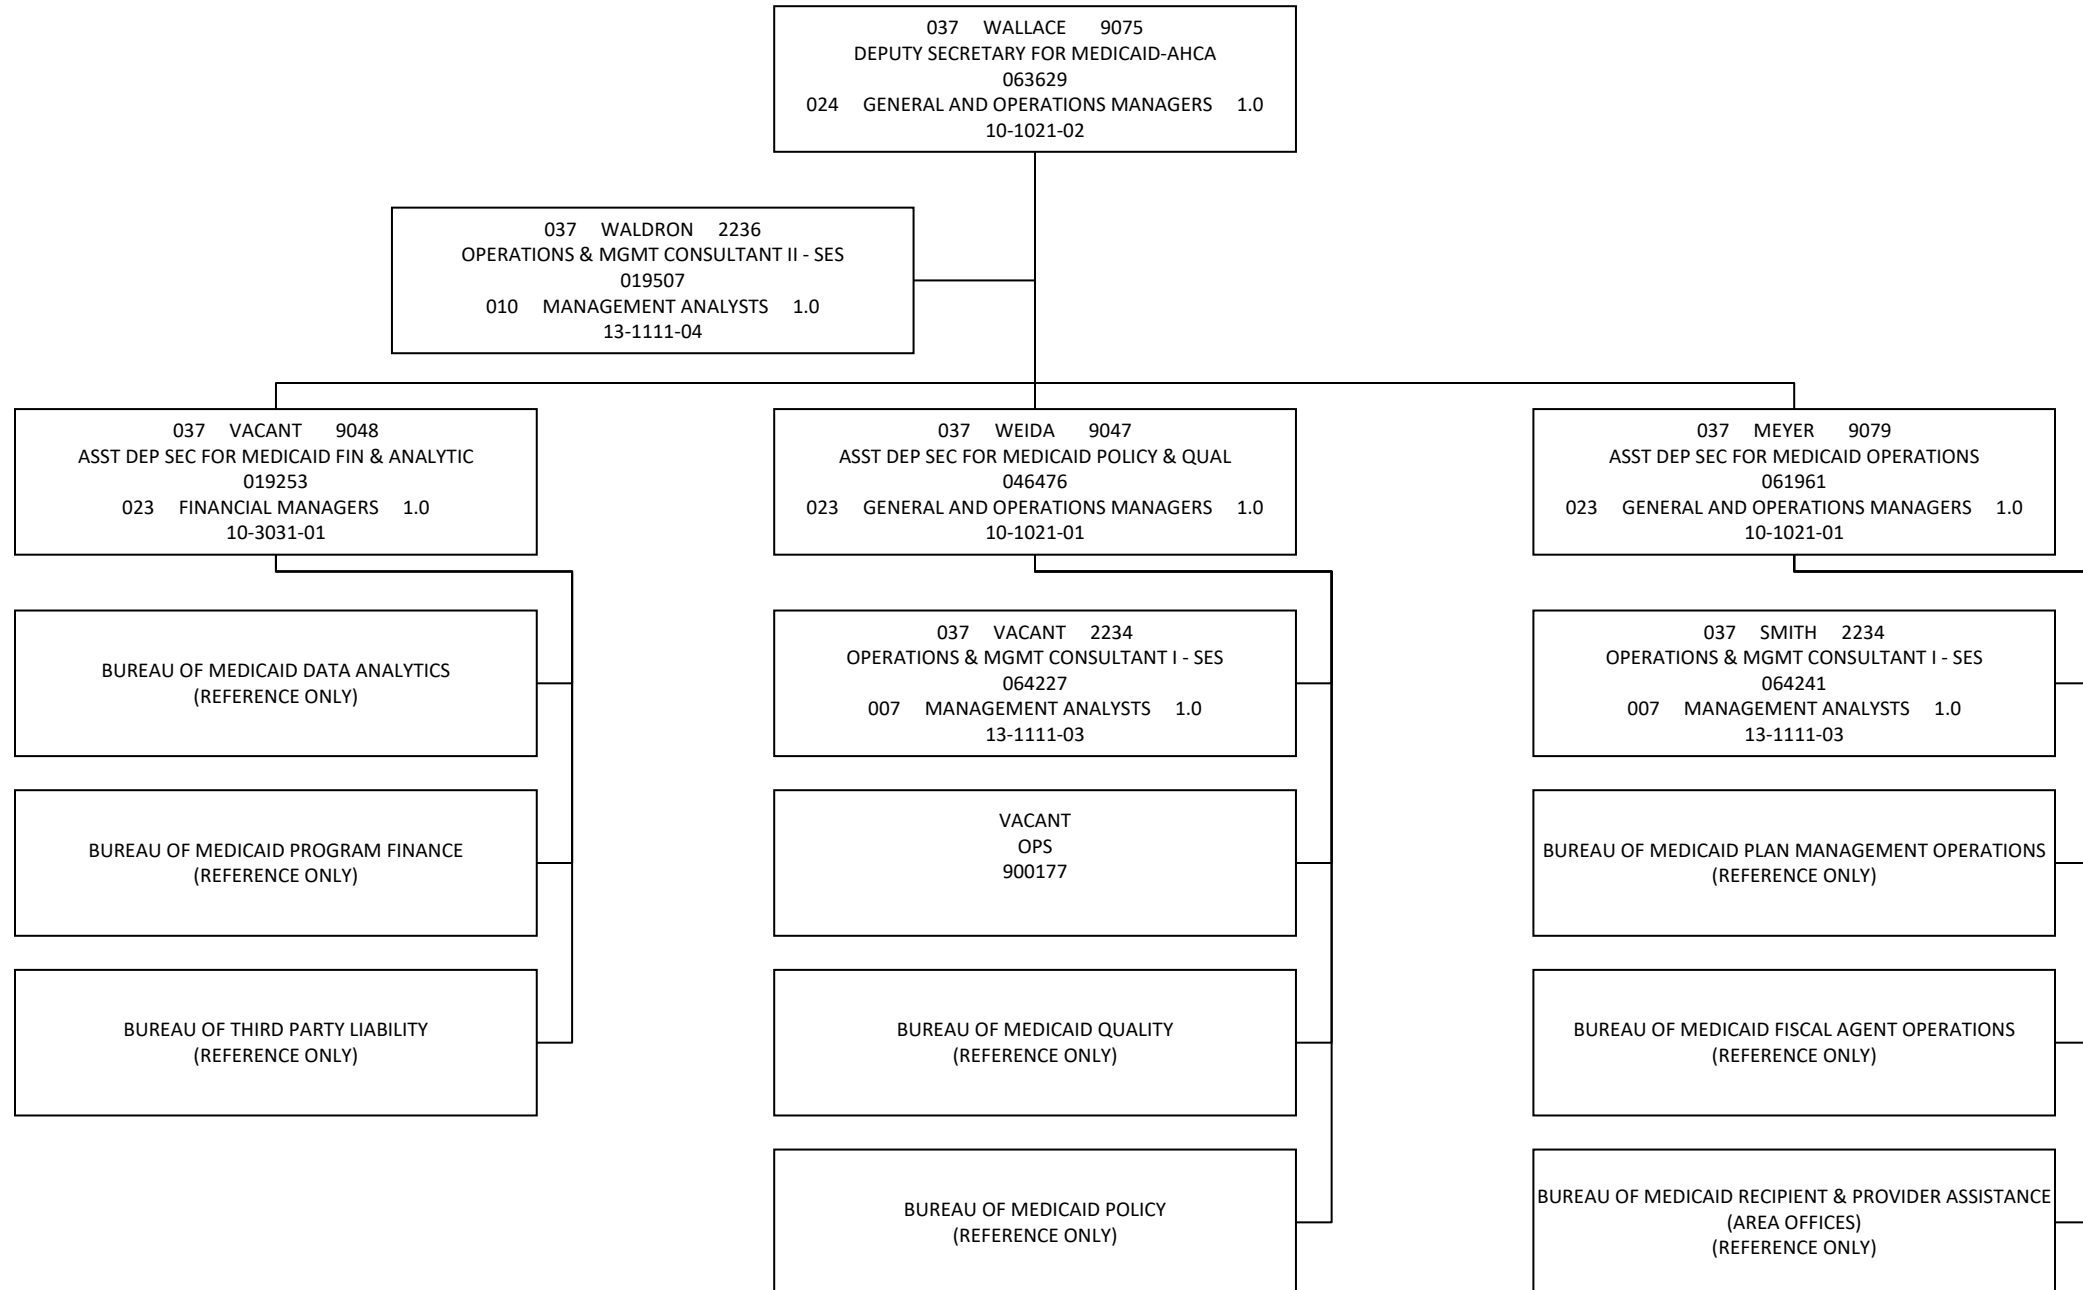 037 WALLACE 9075
DEPUTY SECRETARY FOR MEDICAID-AHCA
063629
024 GENERAL AND OPERATIONS MANAGERS 1.0
10-1021-02
037 WALDRON 2236
OPERATIONS & MGMT CONSULTANT II - SES
019507
010 MANAGEMENT ANALYSTS 1.0
13-1111-04
037 VACANT 9048
ASST DEP SEC FOR MEDICAID FIN & ANALYTIC
019253
023 FINANCIAL MANAGERS 1.0
10-3031-01
037 WEIDA 9047
ASST DEP SEC FOR MEDICAID POLICY & QUAL
046476
023 GENERAL AND OPERATIONS MANAGERS 1.0
10-1021-01
037 MEYER 9079
ASST DEP SEC FOR MEDICAID OPERATIONS
061961
023 GENERAL AND OPERATIONS MANAGERS 1.0
10-1021-01
BUREAU OF MEDICAID DATA ANALYTICS
(REFERENCE ONLY)
037 VACANT 2234
OPERATIONS & MGMT CONSULTANT I - SES
064227
007 MANAGEMENT ANALYSTS 1.0
13-1111-03
037 SMITH 2234
OPERATIONS & MGMT CONSULTANT I - SES
064241
007 MANAGEMENT ANALYSTS 1.0
13-1111-03
BUREAU OF MEDICAID PROGRAM FINANCE
(REFERENCE ONLY)
VACANT
OPS
900177
BUREAU OF MEDICAID PLAN MANAGEMENT OPERATIONS
(REFERENCE ONLY)
BUREAU OF THIRD PARTY LIABILITY
(REFERENCE ONLY)
BUREAU OF MEDICAID QUALITY
(REFERENCE ONLY)
BUREAU OF MEDICAID FISCAL AGENT OPERATIONS
(REFERENCE ONLY)
BUREAU OF MEDICAID POLICY
(REFERENCE ONLY)
BUREAU OF MEDICAID RECIPIENT & PROVIDER ASSISTANCE
(AREA OFFICES)
(REFERENCE ONLY)